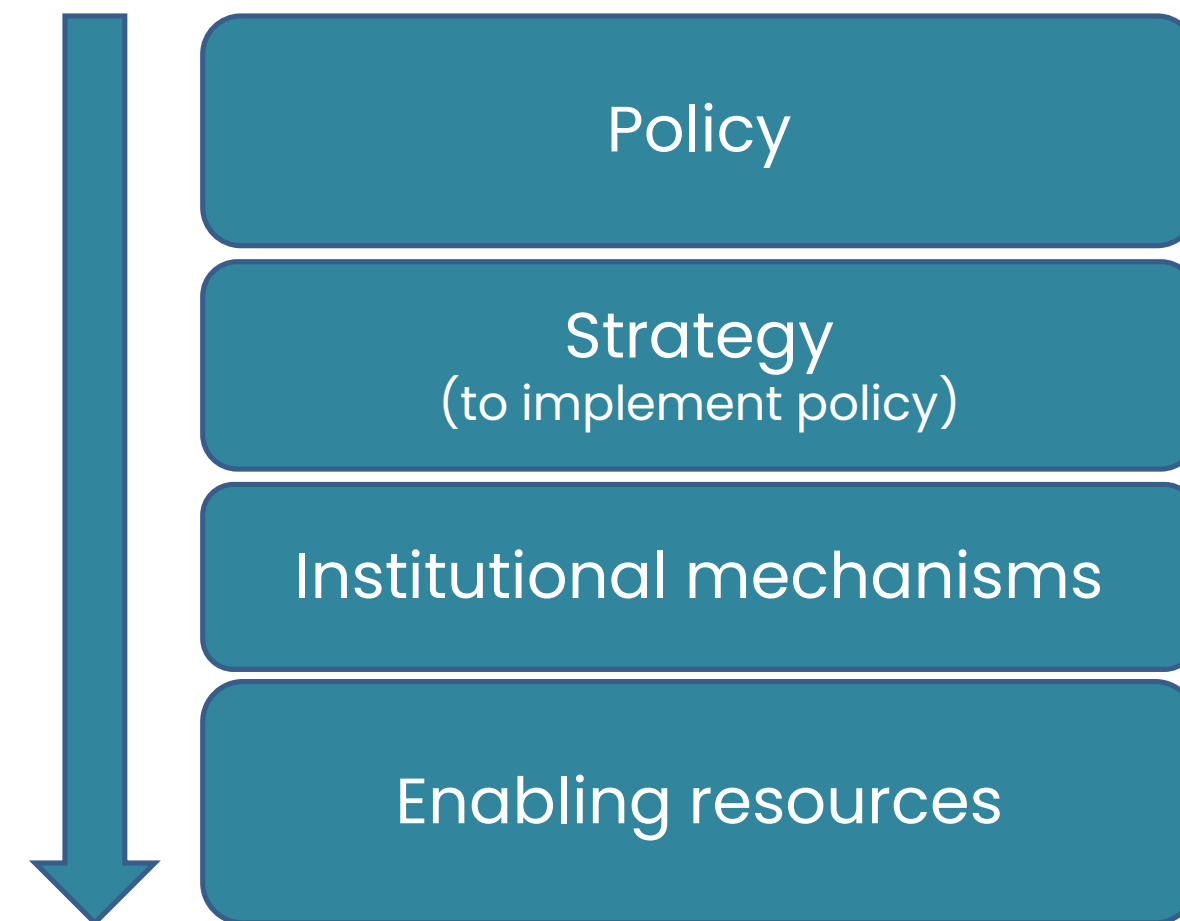 Policy
Strategy
(to implement policy)
Institutional mechanisms
Enabling resources